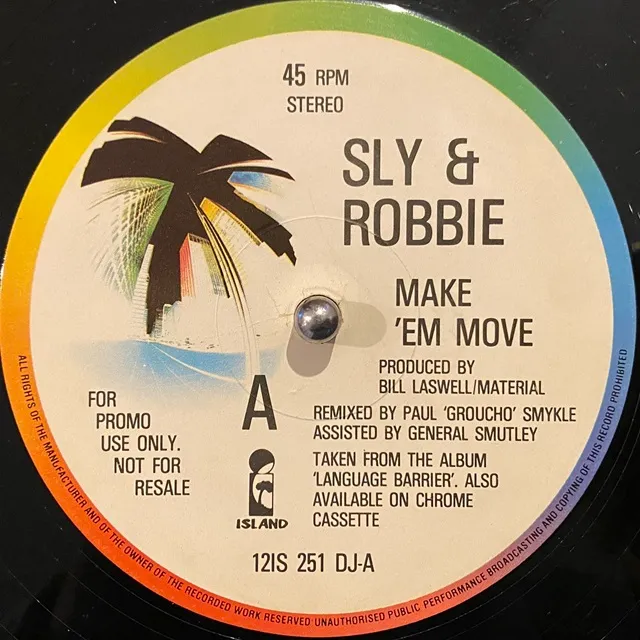 45 RPM
STEREO
SLY &
ROBBIE
MAKE
'EM MOVE
PRODUCED BY
BILL LASWELL/MATERIAL
REMIXED BY PAUL 'GROUCHO' SMYKLE
ASSISTED BY GENERAL SMUTLEY
TAKEN FROM THE ALBUM
'LANGUAGE BARRIER'. ALSO
AVAILABLE ON CHROME
CASSETTE
FOR
PROMO
USE ONLY.
NOT FOR
RESALE
A
ISLAND
12IS 251 DJ-A
ALL RIGHTS OF THE MANUFACTURER AND OF THE OWNER OF THE RECORDED WORK RESERVED UNAUTHORISED PUBLIC PERFORMANCE BROADCASTING AND COPYING OF THIS RECORD PROHIBITED